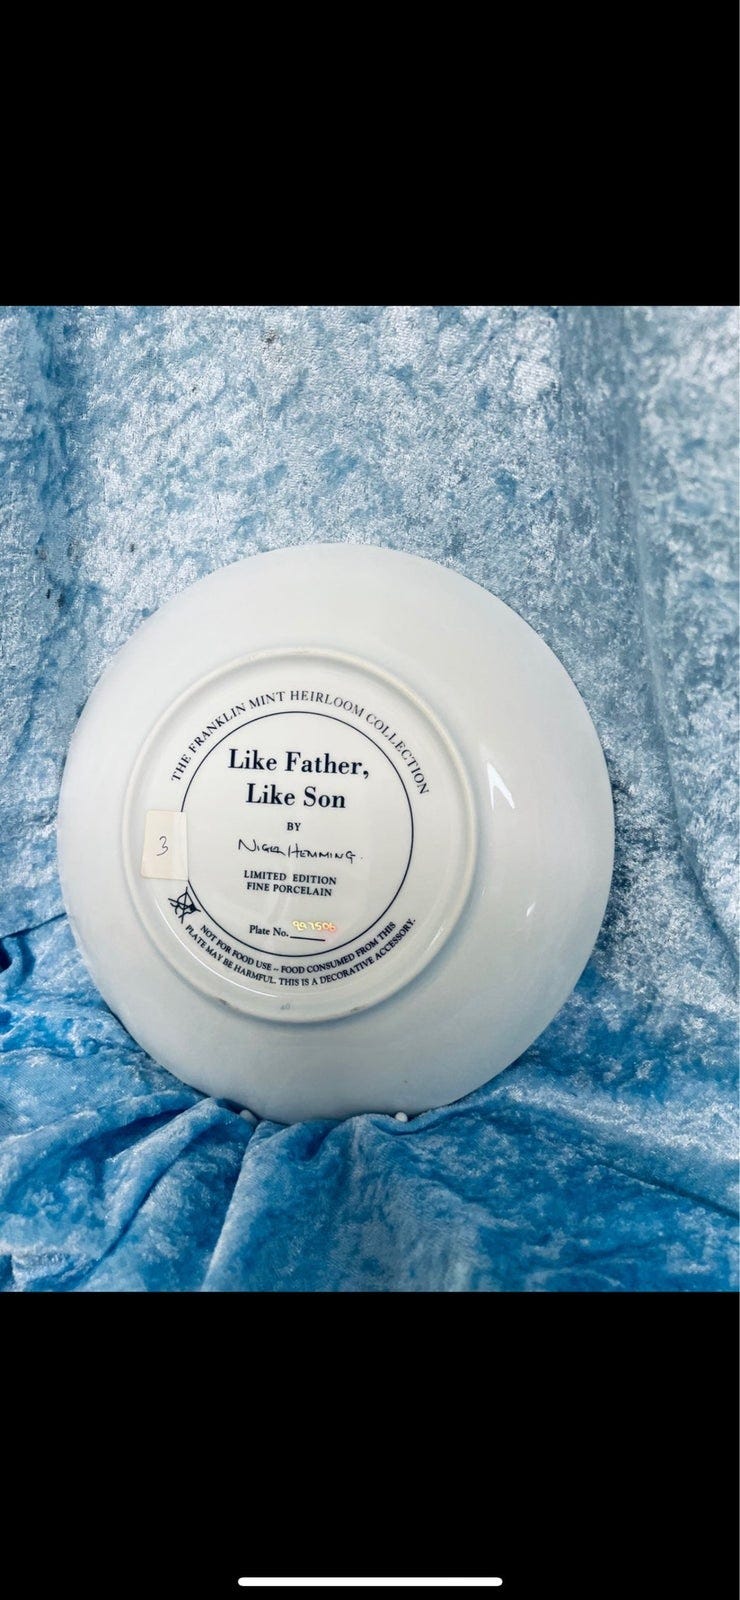 THE FRANKLIN MINT HEIRLOOM COLLECTION
Like Father,
Like Son
BY
NIGEL HEMMING.
LIMITED EDITION
FINE PORCELAIN
Plate No.
NOT FOR FOOD USE – FOOD CONSUMED FROM THIS
PLATE MAY BE HARMFUL. THIS IS A DECORATIVE ACCESSORY.
3